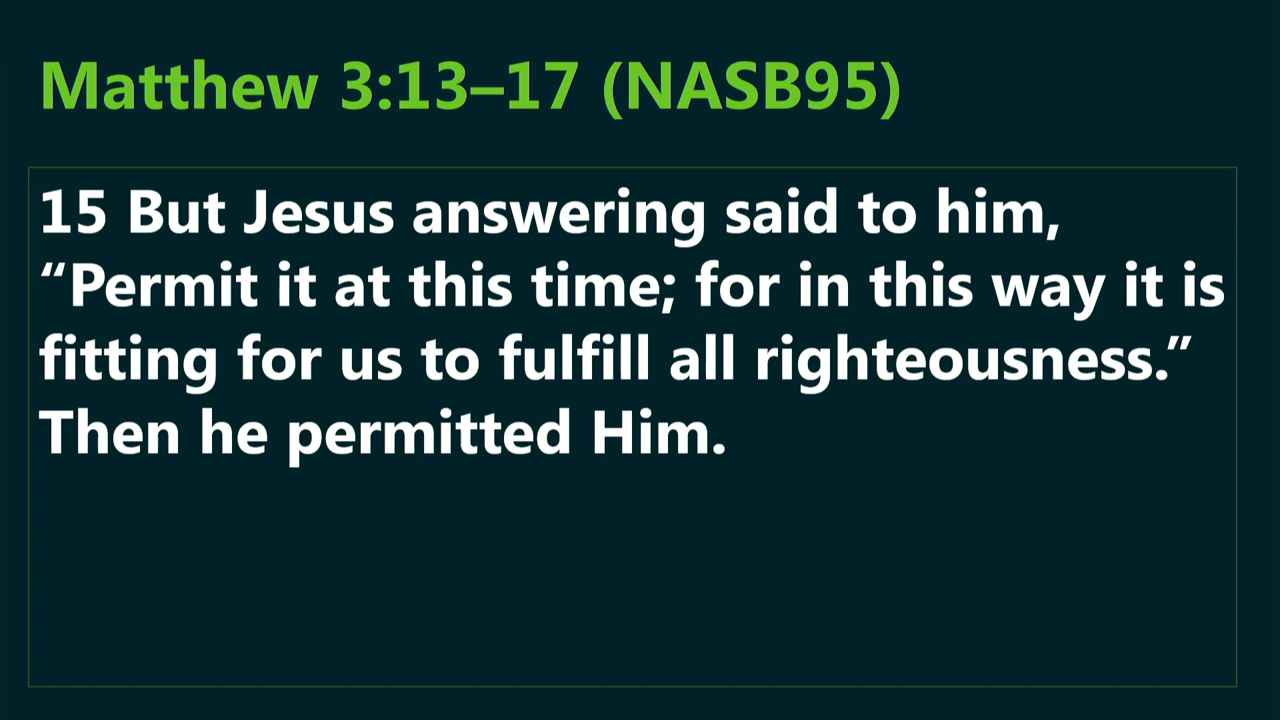 Matthew 3:13–17 (NASB95)
15 But Jesus answering said to him,
“Permit it at this time; for in this way it is
fitting for us to fulfill all righteousness.”
Then he permitted Him.